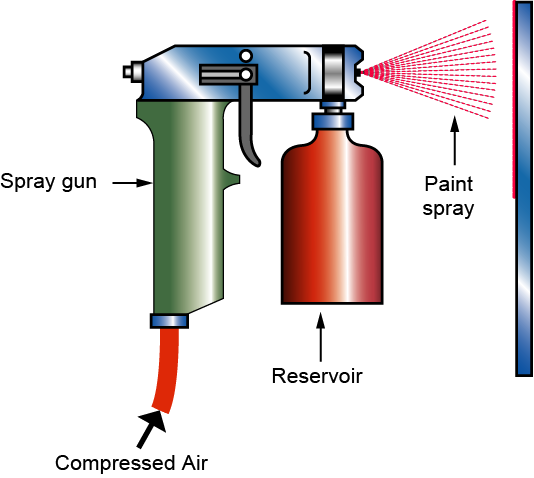 Spray gun
Paint
spray
Reservoir
Compressed Air